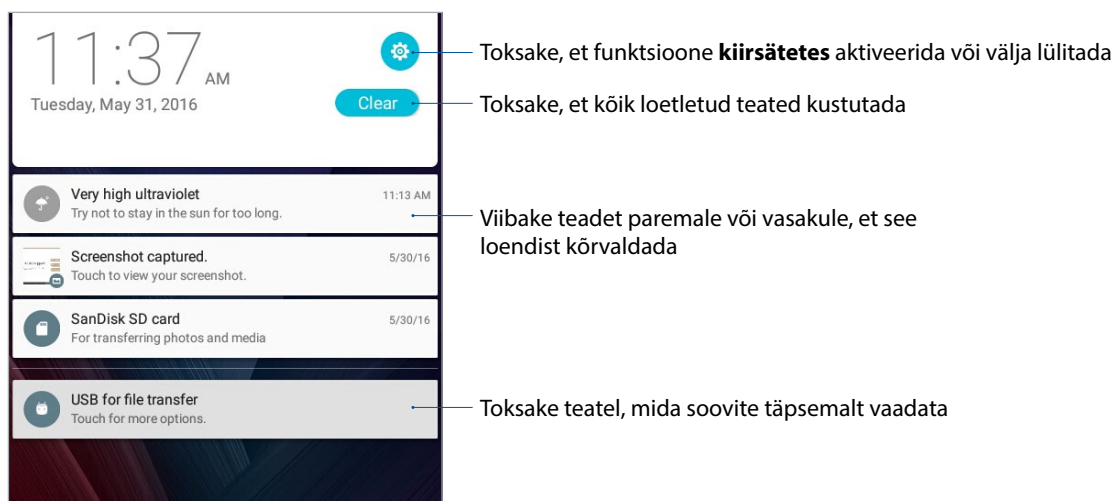 11:37 AM
Tuesday, May 31, 2016
Clear
Toksake, et funktsioone kiirsätetes aktiveerida või välja lülitada
Toksake, et kõik loetletud teated kustutada
Very high ultraviolet
11:13 AM
Try not to stay in the sun for too long.
Viibake teadet paremale või vasakule, et see
loendist kõrvaldada
Screenshot captured.
5/30/16
Touch to view your screenshot.
SanDisk SD card
5/30/16
For transferring photos and media
USB for file transfer
Touch for more options.
Toksake teatel, mida soovite täpsemalt vaadata